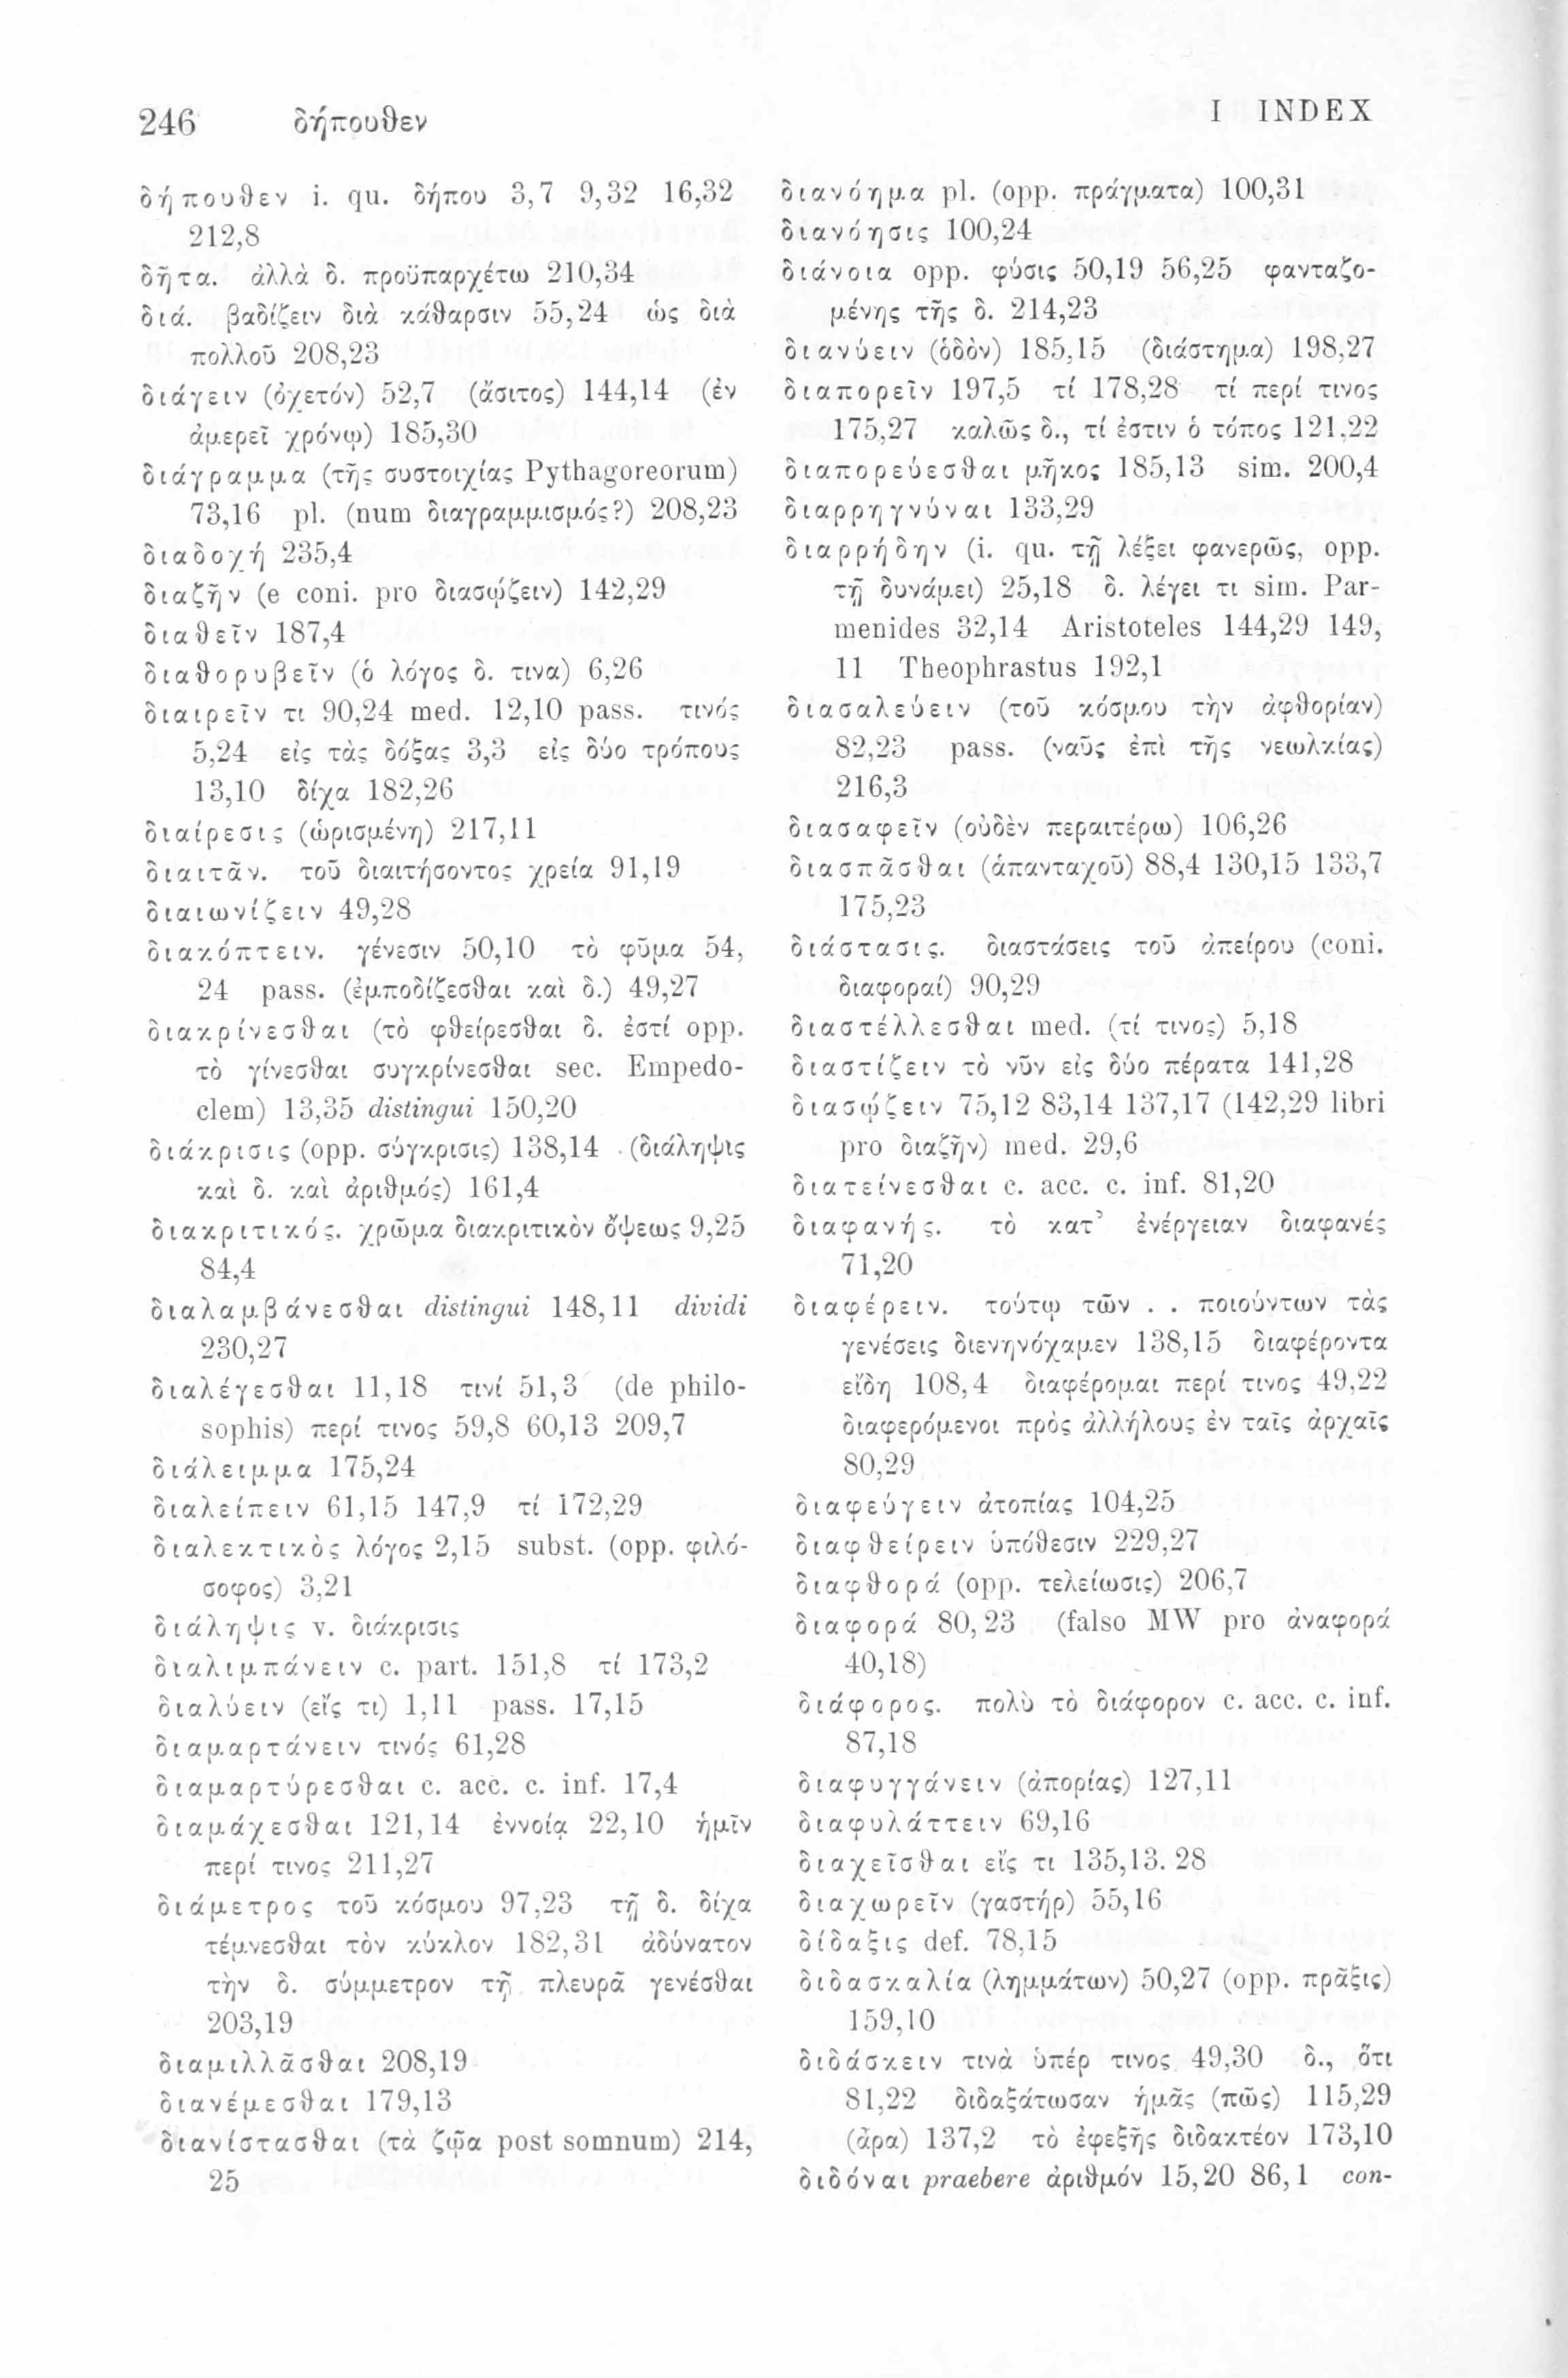 246 δήπουθεν I INDEX
δήπουθεν i. qu. δήπου 3,7 9,32 16,32
212,8
δῆτα. ἀλλὰ δ. προϋπαρχέτω 210,34
διά. βαδίζειν διὰ κάθαρσιν 55,24 ὡς διὰ
πολλοῦ 208,23
διάγειν (ὀχετόν) 52,7 (ἄσιτος) 144,14 (ἐν
ἀμερεῖ χρόνῳ) 185,30
διάγραμμα (τῆς συστοιχίας Pythagoreorum)
73,16 pl. (num διαγραμμισμός?) 208,23
διαδοχή 235,4
διαζῆν (e coni. pro διασῴζειν) 142,29
διαθεῖν 187,4
διαθορυβεῖν (ὁ λόγος δ. τινα) 6,26
διαιρεῖν τι 90,24 med. 12,10 pass. τινός
5,24 εἰς τὰς δόξας 3,3 εἰς δύο τρόπους
13,10 δίχα 182,26
διαίρεσις (ὡρισμένη) 217,11
διαιτᾶν. τοῦ διαιτήσοντος χρεία 91,19
διαιωνίζειν 49,28
διακόπτειν. γένεσιν 50,10 τὸ φῦμα 54,
24 pass. (ἐμποδίζεσθαι καὶ δ.) 49,27
διακρίνεσθαι (τὸ φθείρεσθαι δ. ἐστί opp.
τὸ γίνεσθαι συγκρίνεσθαι sec. Empedo-
clem) 13,35 distingui 150,20
διάκρισις (opp. σύγκρισις) 138,14 (διάληψις
καὶ δ. καὶ ἀριθμός) 161,4
διακριτικός. χρῶμα διακριτικὸν ὄψεως 9,25
84,4
διαλαμβάνεσθαι distingui 148,11 dividi
230,27
διαλέγεσθαι 11,18 τινί 51,3 (de philo-
sophis) περί τινος 59,8 60,13 209,7
διάλειμμα 175,24
διαλείπειν 61,15 147,9 τί 172,29
διαλεκτικὸς λόγος 2,15 subst. (opp. φιλό-
σοφος) 3,21
διάληψις v. διάκρισις
διαλιμπάνειν c. part. 151,8 τί 173,2
διαλύειν (εἴς τι) 1,11 pass. 17,15
διαμαρτάνειν τινός 61,28
διαμαρτύρεσθαι c. acc. c. inf. 17,4
διαμάχεσθαι 121,14 ἐννοίᾳ 22,10 ἡμῖν
περί τινος 211,27
διάμετρος τοῦ κόσμου 97,23 τῇ δ. δίχα
τέμνεσθαι τὸν κύκλον 182,31 ἀδύνατον
τὴν δ. σύμμετρον τῇ πλευρᾷ γενέσθαι
203,19
διαμιλλᾶσθαι 208,19
διανέμεσθαι 179,13
διανίστασθαι (τὰ ζῷα post somnum) 214,
25
διανόημα pl. (opp. πράγματα) 100,31
διανόησις 100,24
διάνοια opp. φύσις 50,19 56,25 φανταζο-
μένης τῆς δ. 214,23
διανύειν (ὁδὸν) 185,15 (διάστημα) 198,27
διαπορεῖν 197,5 τί 178,28 τί περί τινος
175,27 καλῶς δ., τί ἐστιν ὁ τόπος 121,22
διαπορεύεσθαι μῆκος 185,13 sim. 200,4
διαρρηγνύναι 133,29
διαρρήδην (i. qu. τῇ λέξει φανερῶς, opp.
τῇ δυνάμει) 25,18 δ. λέγει τι sim. Par-
menides 32,14 Aristoteles 144,29 149,
11 Theophrastus 192,1
διασαλεύειν (τοῦ κόσμου τὴν ἀφθορίαν)
82,23 pass. (ναῦς ἐπὶ τῆς νεωλκίας)
216,3
διασαφεῖν (οὐδὲν περαιτέρω) 106,26
διασπᾶσθαι (ἁπανταχοῦ) 88,4 130,15 133,7
175,23
διάστασις. διαστάσεις τοῦ ἀπείρου (coni.
διαφοραί) 90,29
διαστέλλεσθαι med. (τί τινος) 5,18
διαστίζειν τὸ νῦν εἰς δύο πέρατα 141,28
διασῴζειν 75,12 83,14 137,17 (142,29 libri
pro διαζῆν) med. 29,6
διατείνεσθαι c. acc. c. inf. 81,20
διαφανής. τὸ κατ᾽ ἐνέργειαν διαφανές
71,20
διαφέρειν. τούτῳ τῶν . . ποιούντων τὰς
γενέσεις διενηνόχαμεν 138,15 διαφέροντα
εἴδη 108,4 διαφέρομαι περί τινος 49,22
διαφερόμενοι πρὸς ἀλλήλους ἐν ταῖς ἀρχαῖς
80,29
διαφεύγειν ἀτοπίας 104,25
διαφθείρειν ὑπόθεσιν 229,27
διαφθορά (opp. τελείωσις) 206,7
διαφορά 80,23 (falso MW pro ἀναφορά
40,18)
διάφορος. πολὺ τὸ διάφορον c. acc. c. inf.
87,18
διαφυγγάνειν (ἀπορίας) 127,11
διαφυλάττειν 69,16
διαχεῖσθαι εἴς τι 135,13. 28
διαχωρεῖν (γαστήρ) 55,16
δίδαξις def. 78,15
διδασκαλία (λημμάτων) 50,27 (opp. πρᾶξις)
159,10
διδάσκειν τινὰ ὑπέρ τινος 49,30 δ., ὅτι
81,22 διδαξάτωσαν ἡμᾶς (πῶς) 115,29
(ἆρα) 137,2 τὸ ἐφεξῆς διδακτέον 173,10
διδόναι praebere ἀριθμόν 15,20 86,1 con-